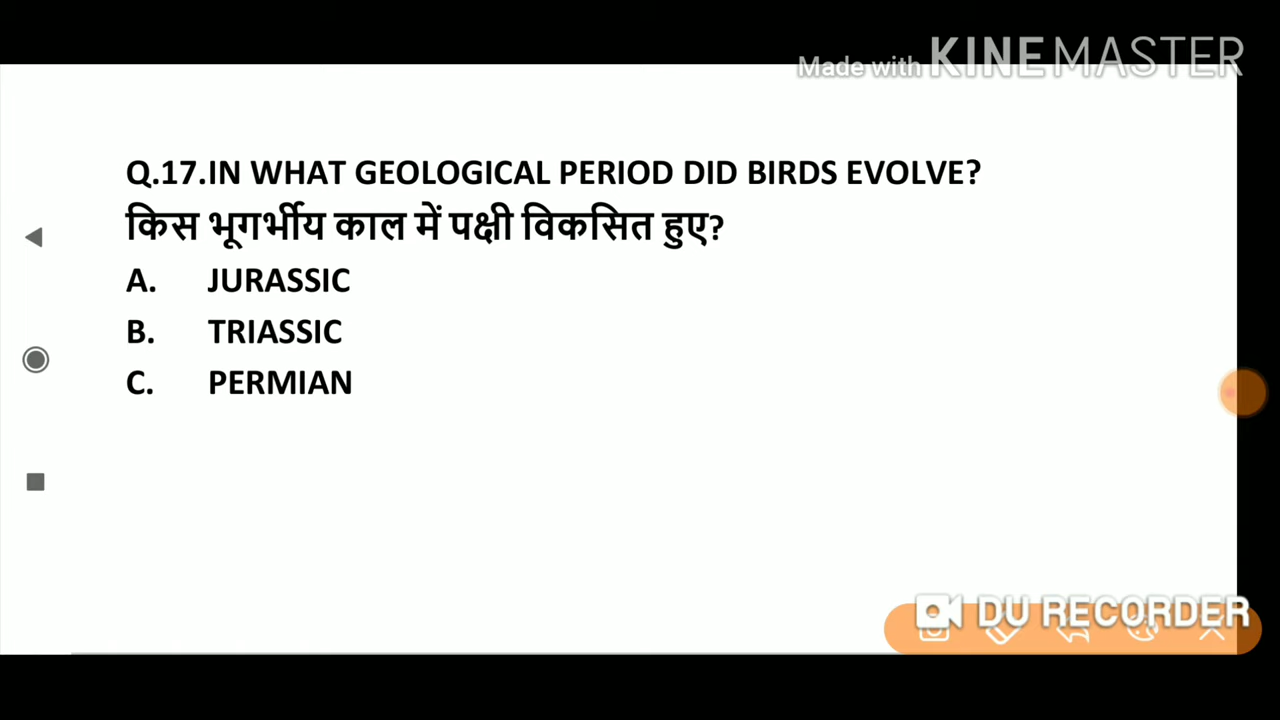 Made with KINEMASTER
Q.17.IN WHAT GEOLOGICAL PERIOD DID BIRDS EVOLVE?
किस भूगर्भीय काल में पक्षी विकसित हुए?
A. JURASSIC
B. TRIASSIC
C. PERMIAN
DU RECORDER